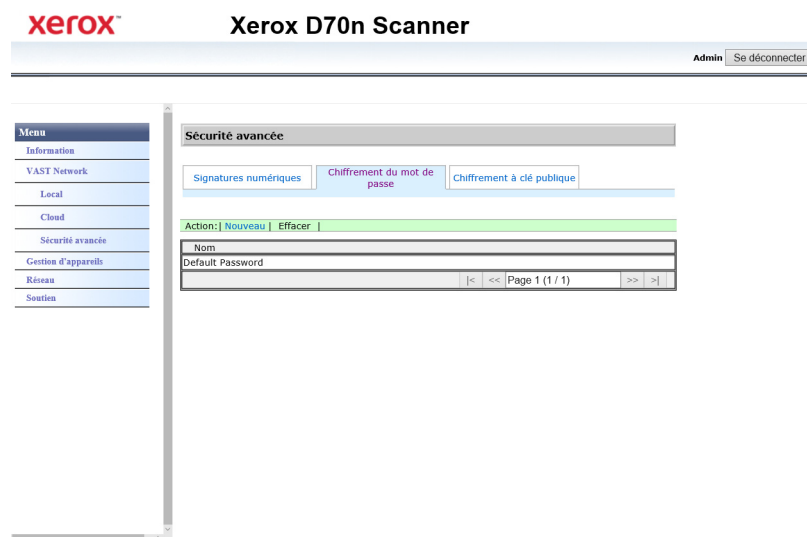 xerox™
Xerox D70n Scanner
Admin Se déconnecter
Menu
Information
VAST Network
Local
Cloud
Sécurité avancée
Gestion d'appareils
Réseau
Soutien
Sécurité avancée
Signatures numériques
Chiffrement du mot de
passe
Chiffrement à clé publique
Action: | Nouveau | Effacer |
Nom
Default Password
|< << Page 1 (1 / 1) >> >|